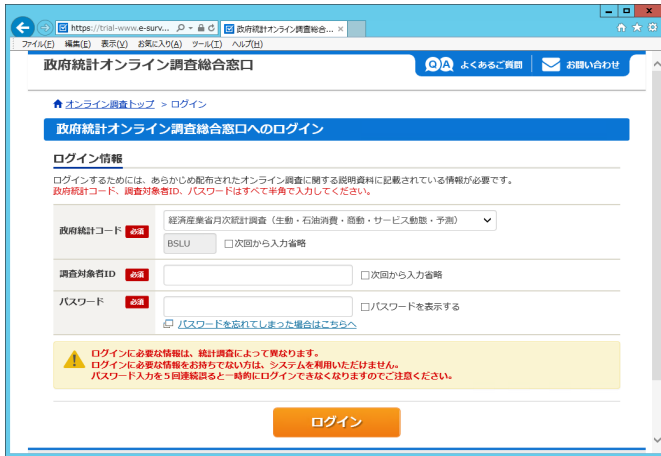 https://trial-www.e-surv...
政府統計オンライン調査総合... ×
ファイル(F) 編集(E) 表示(V) お気に入り(A) ツール(T) ヘルプ(H)
政府統計オンライン調査総合窓口
Q A よくあるご質問 お問い合わせ
オンライン調査トップ > ログイン
政府統計オンライン調査総合窓口へのログイン
ログイン情報
ログインするためには、あらかじめ配布されたオンライン調査に関する説明資料に記載されている情報が必要です。
政府統計コード、調査対象者ID、パスワードはすべて半角で入力してください。
政府統計コード 必須
経済産業省月次統計調査（生動・石油消費・商動・サービス動態・予測）
BSLU 次回から入力省略
調査対象者ID 必須 次回から入力省略
パスワード 必須 パスワードを表示する
パスワードを忘れてしまった場合はこちらへ
ログインに必要な情報は、統計調査によって異なります。
ログインに必要な情報をお持ちでない方は、システムを利用いただけません。
パスワード入力を５回連続誤ると一時的にログインできなくなりますのでご注意ください。
ログイン